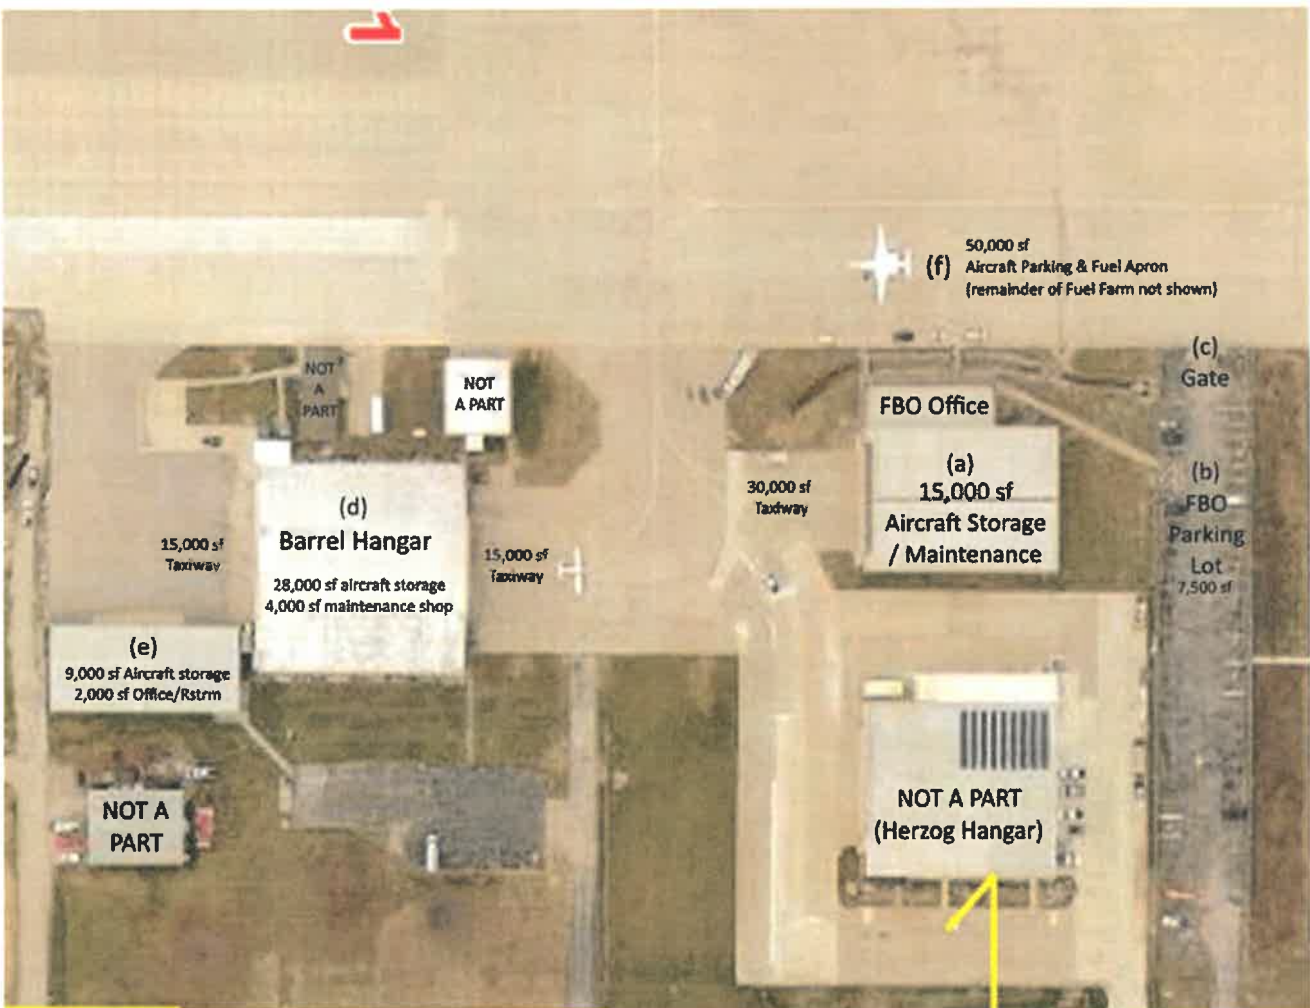 1
50,000 sf
(f) Aircraft Parking & Fuel Apron
(remainder of Fuel Farm not shown)
(c)
Gate
NOT
A
PART
NOT
A PART
FBO Office
(a)
15,000 sf
Aircraft Storage
/ Maintenance
30,000 sf
Taxiway
(b)
FBO
Parking
Lot
7,500 sf
(d)
Barrel Hangar
28,000 sf aircraft storage
4,000 sf maintenance shop
15,000 sf
Taxiway
15,000 sf
Taxiway
(e)
9,000 sf Aircraft storage
2,000 sf Office/Rstrm
NOT A
PART
NOT A PART
(Herzog Hangar)